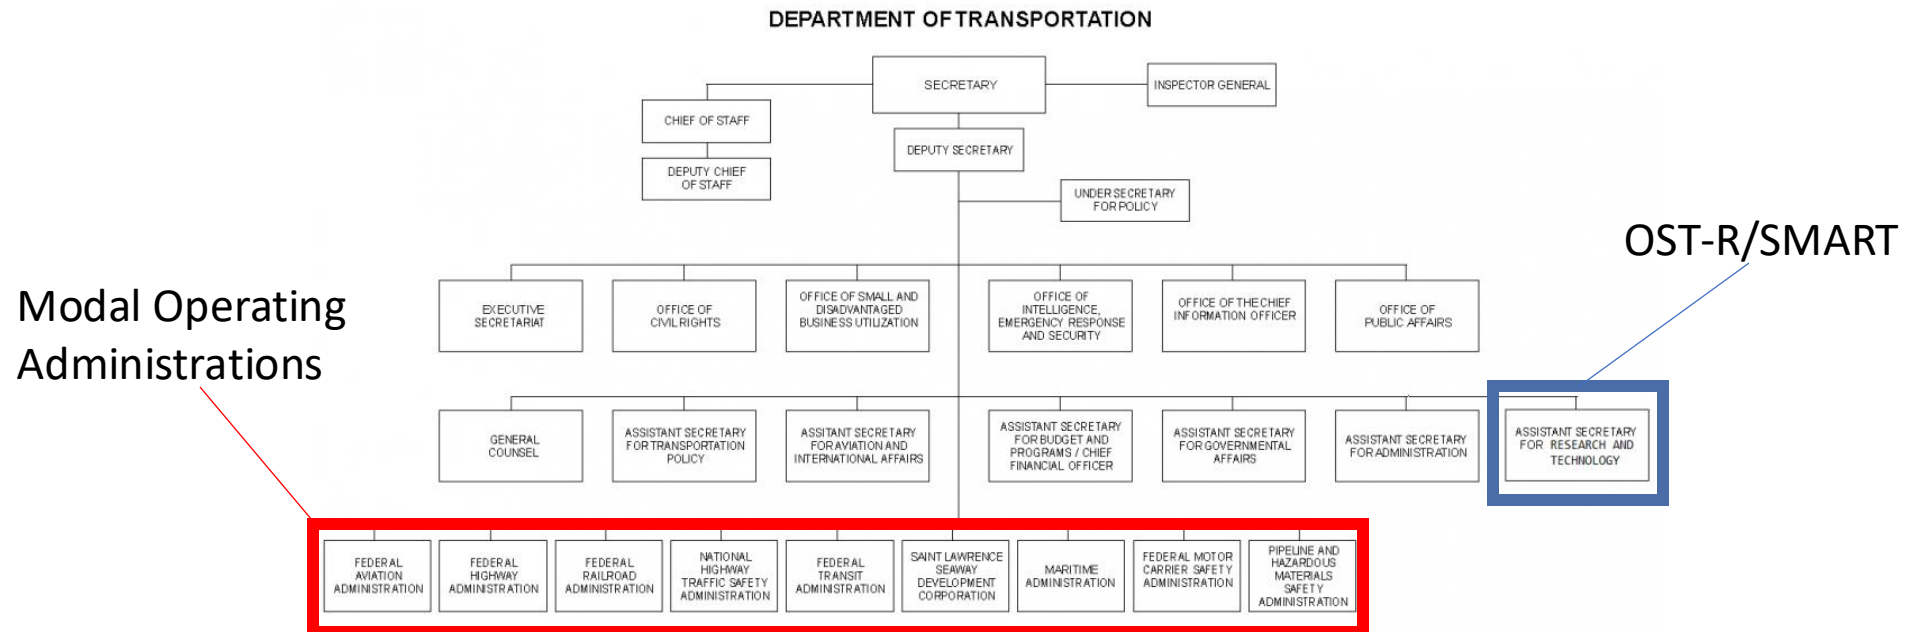 DEPARTMENT OF TRANSPORTATION
SECRETARY
INSPECTOR GENERAL
CHIEF OF STAFF
DEPUTY SECRETARY
DEPUTY CHIEF
OF STAFF
UNDER SECRETARY
FOR POLICY
OST-R/SMART
Modal Operating
Administrations
EXECUTIVE
SECRETARIAT
OFFICE OF
CIVIL RIGHTS
OFFICE OF SMALL AND
DISADVANTAGED
BUSINESS UTILIZATION
OFFICE OF
INTELLIGENCE,
EMERGENCY RESPONSE
AND SECURITY
OFFICE OF THE CHIEF
INFORMATION OFFICER
OFFICE OF
PUBLIC AFFAIRS
GENERAL
COUNSEL
ASSISTANT SECRETARY
FOR TRANSPORTATION
POLICY
ASSITANT SECRETARY
FOR AVIATION AND
INTERNATIONAL AFFAIRS
ASSISTANT SECRETARY
FOR BUDGET AND
PROGRAMS / CHIEF
FINANCIAL OFFICER
ASSISTANT SECRETARY
FOR GOVERNMENTAL
AFFAIRS
ASSISTANT SECRETARY
FOR ADMINISTRATION
ASSISTANT SECRETARY
FOR RESEARCH AND
TECHNOLOGY
FEDERAL
AVIATION
ADMINISTRATION
FEDERAL
HIGHWAY
ADMINISTRATION
FEDERAL
RAILROAD
ADMINISTRATION
NATIONAL
HIGHWAY
TRAFFIC SAFETY
ADMINISTRATION
FEDERAL
TRANSIT
ADMINISTRATION
SAINT LAWRENCE
SEAWAY
DEVELOPMENT
CORPORATION
MARITIME
ADMINISTRATION
FEDERAL MOTOR
CARRIER SAFETY
ADMINISTRATION
PIPELINE AND
HAZARDOUS
MATERIALS
SAFETY
ADMINISTRATION